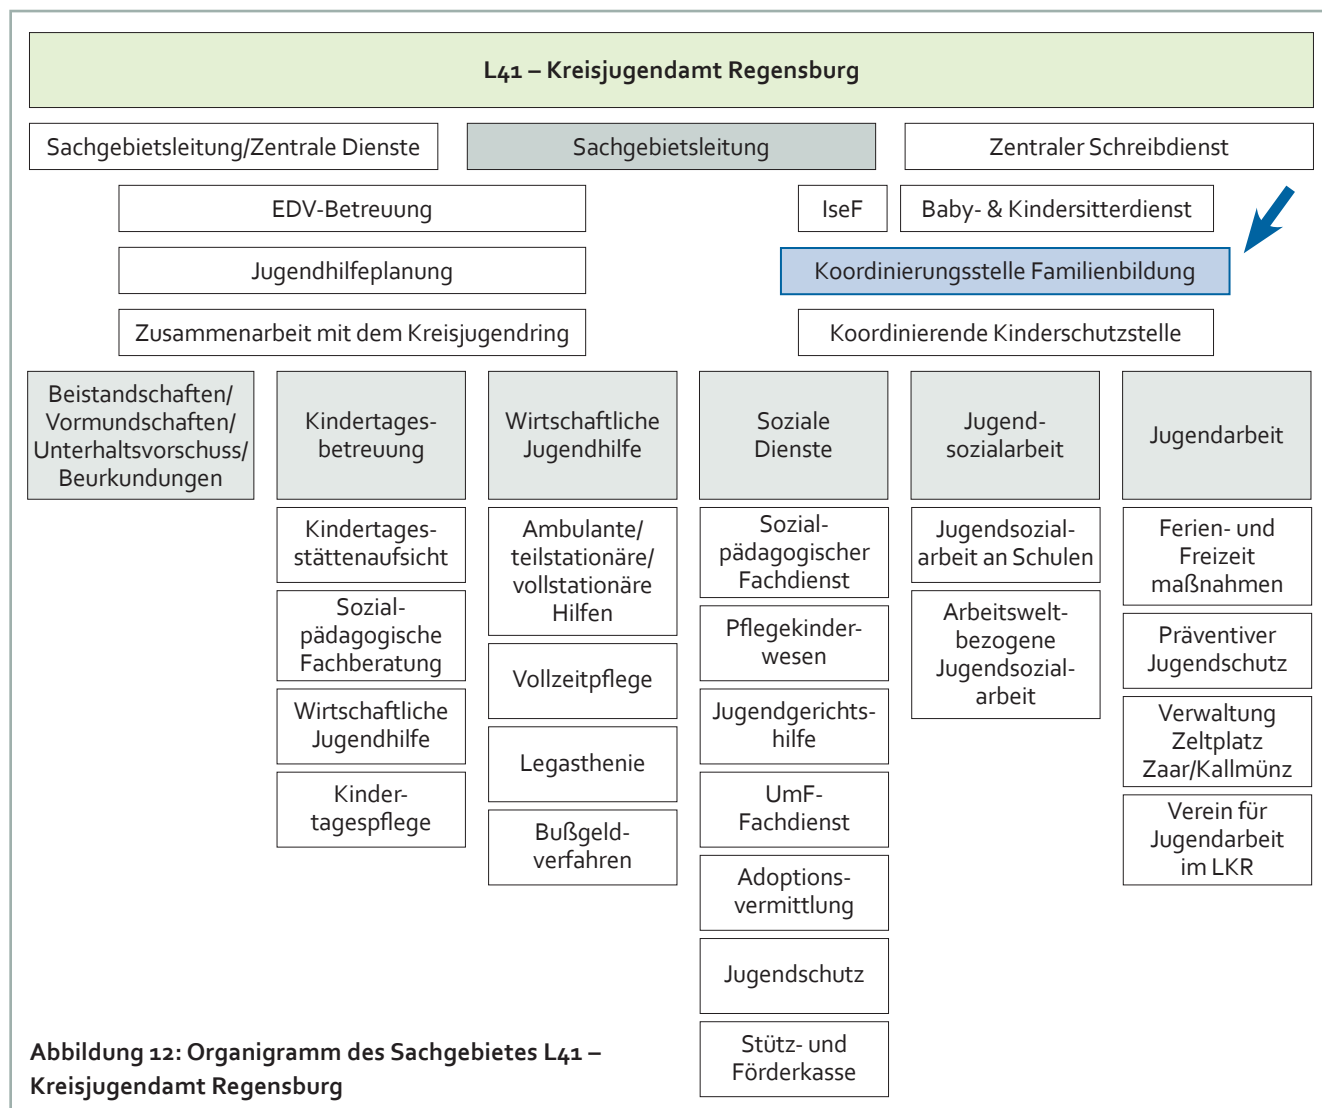 L41 – Kreisjugendamt Regensburg
Sachgebietsleitung/Zentrale Dienste
Sachgebietsleitung
Zentraler Schreibdienst
EDV-Betreuung
IseF
Baby- & Kindersitterdienst
Jugendhilfeplanung
Koordinierungsstelle Familienbildung
Zusammenarbeit mit dem Kreisjugendring
Koordinierende Kinderschutzstelle
Beistandschaften/
Vormundschaften/
Unterhaltsvorschuss/
Beurkundungen
Kindertages-
betreuung
Wirtschaftliche
Jugendhilfe
Soziale
Dienste
Jugend-
sozialarbeit
Jugendarbeit
Kindertages-
stättenaufsicht
Sozial-
pädagogische
Fachberatung
Wirtschaftliche
Jugendhilfe
Kinder-
tagespflege
Ambulante/
teilstationäre/
vollstationäre
Hilfen
Vollzeitpflege
Legasthenie
Bußgeld-
verfahren
Sozial-
pädagogischer
Fachdienst
Pflegekinder-
wesen
Jugendgerichts-
hilfe
UmF-
Fachdienst
Adoptions-
vermittlung
Jugendschutz
Stütz- und
Förderkasse
Jugendsozial-
arbeit an Schulen
Arbeitswelt-
bezogene
Jugendsozial-
arbeit
Ferien- und
Freizeit
maßnahmen
Präventiver
Jugendschutz
Verwaltung
Zeltplatz
Zaar/Kallmünz
Verein für
Jugendarbeit
im LKR
Abbildung 12: Organigramm des Sachgebietes L41 –
Kreisjugendamt Regensburg